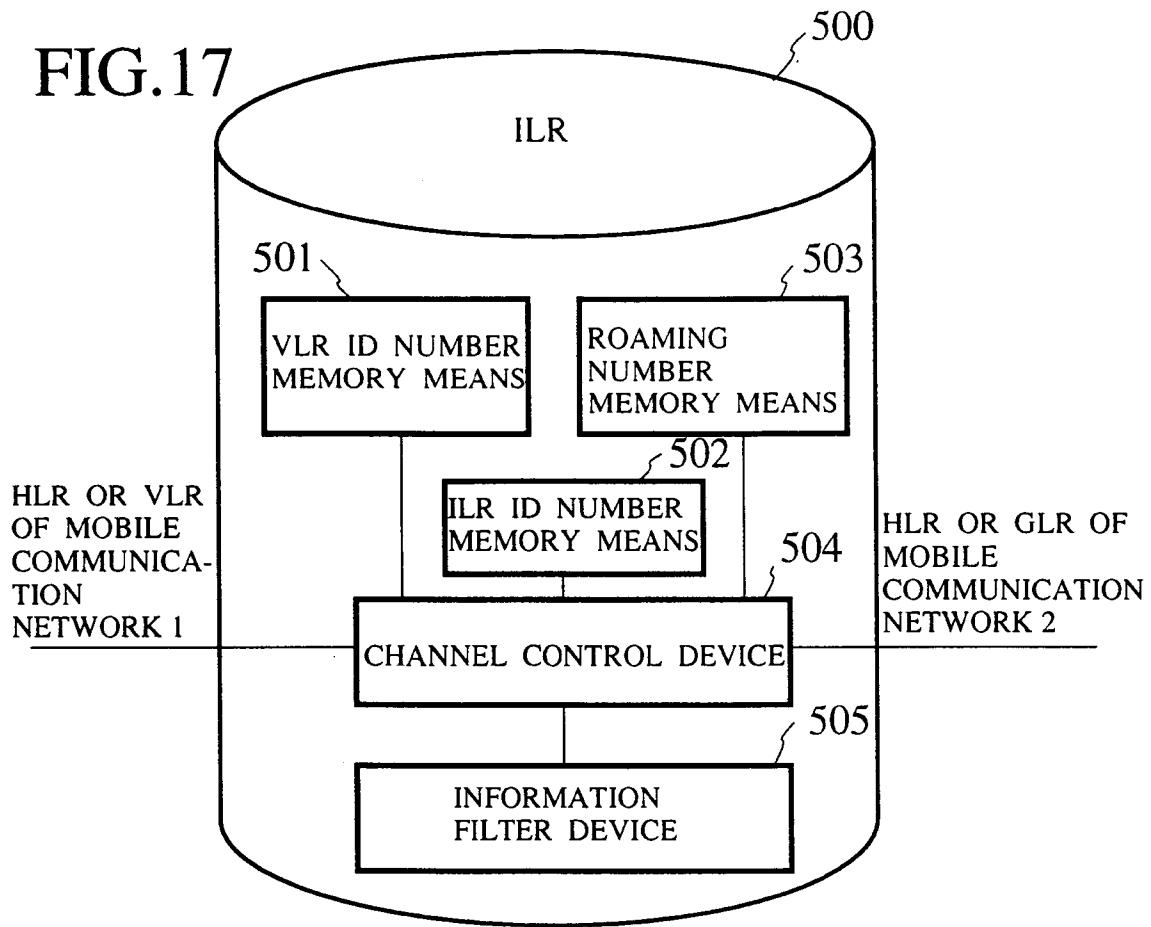 FIG.17
500
ILR
501
503
VLR ID NUMBER
MEMORY MEANS
ROAMING
NUMBER
MEMORY MEANS
502
ILR ID NUMBER
MEMORY MEANS
HLR OR VLR
OF MOBILE
COMMUNICA-
TION
NETWORK 1
504
HLR OR GLR OF
MOBILE
COMMUNICATION
NETWORK 2
CHANNEL CONTROL DEVICE
505
INFORMATION
FILTER DEVICE